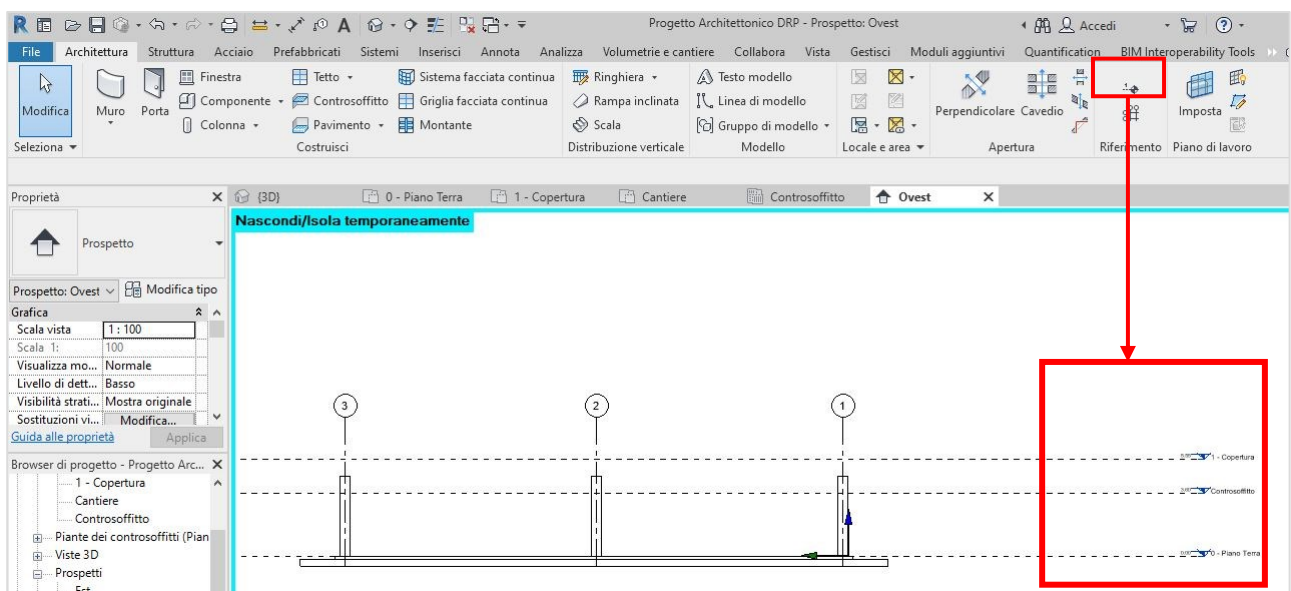 Progetto Architettonico DRP - Prospetto: Ovest
Accedi
File Architettura Struttura Acciaio Prefabbricati Sistemi Inserisci Annota Analizza Volumetrie e cantiere Collabora Vista Gestisci Moduli aggiuntivi Quantification BIM Interoperability Tools
Modifica
Muro
Porta
Finestra
Componente
Colonna
Tetto
Controsoffitto
Pavimento
Sistema facciata continua
Griglia facciata continua
Montante
Ringhiera
Rampa inclinata
Scala
Testo modello
Linea di modello
Gruppo di modello
Perpendicolare
Cavedio
Imposta
Seleziona
Costruisci
Distribuzione verticale
Modello
Locale e area
Apertura
Riferimento
Piano di lavoro
Proprietà
{3D}
0 - Piano Terra
1 - Copertura
Cantiere
Controsoffitto
Ovest
Nascondi/Isola temporaneamente
Prospetto
Prospetto: Ovest
Modifica tipo
Grafica
Scala vista 1 : 100
Scala 1: 100
Visualizza mo... Normale
Livello di dett... Basso
Visibilità strati... Mostra originale
Sostituzioni vi... Modifica...
Guida alle proprietà Applica
Browser di progetto - Progetto Arc...
1 - Copertura
Cantiere
Controsoffitto
Piante dei controsoffitti (Pian
Viste 3D
Prospetti
Est
3
2
1
1 - Copertura
Controsoffitto
0 - Piano Terra